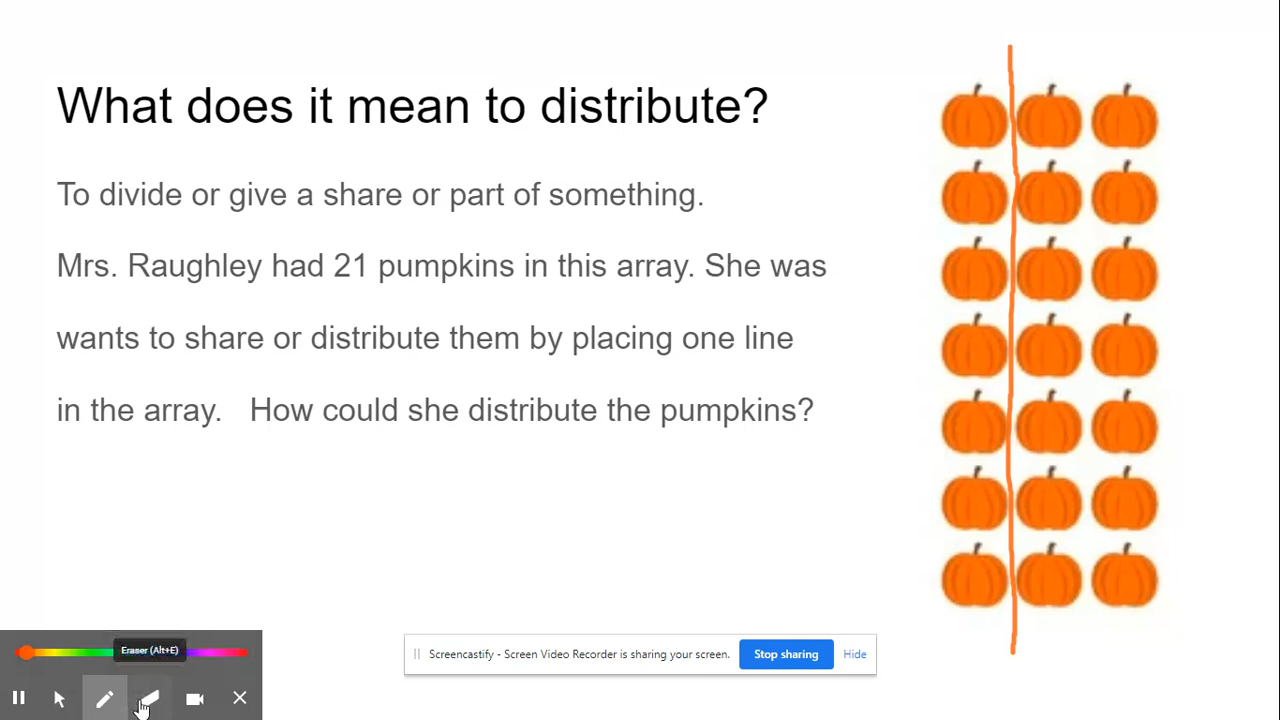 What does it mean to distribute?
To divide or give a share or part of something.
Mrs. Raughley had 21 pumpkins in this array. She was
wants to share or distribute them by placing one line
in the array. How could she distribute the pumpkins?
Eraser (Alt+E)
Screencastify - Screen Video Recorder is sharing your screen.
Stop sharing
Hide